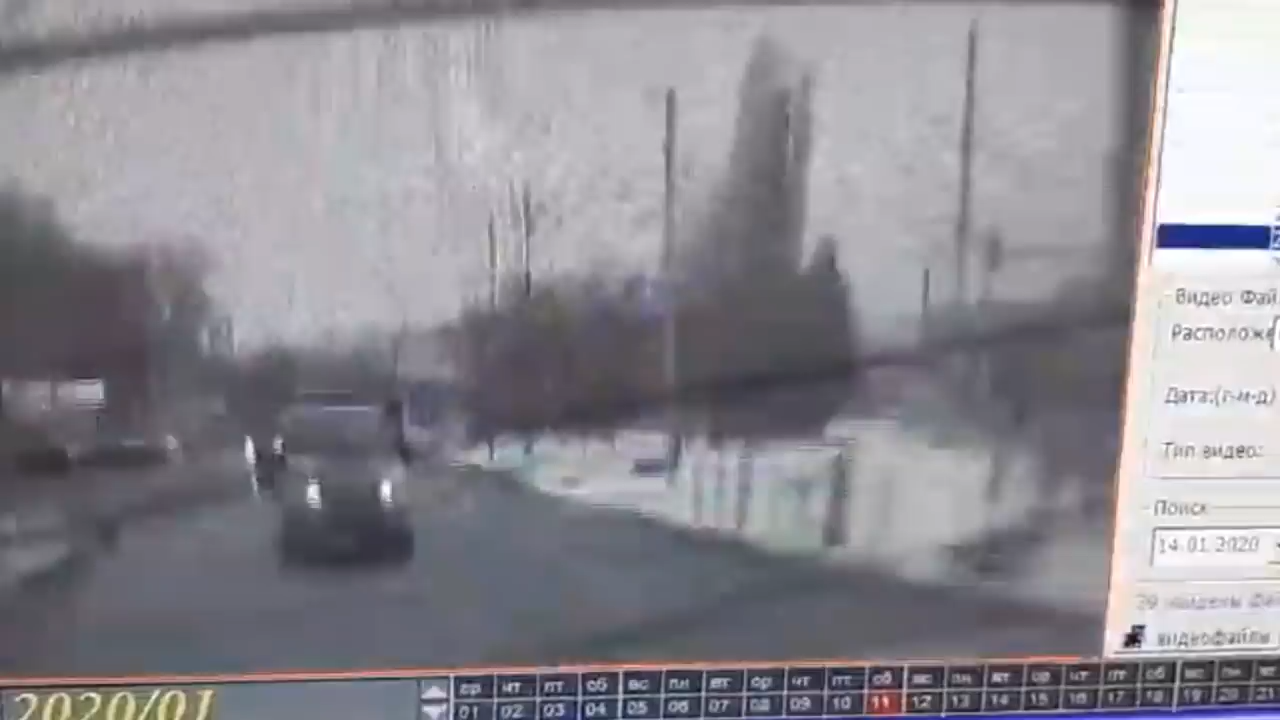 Видео Фай
Располож
Дата:(г-м-д)
Тип видео:
Поиск
14.01.2020
видеофайлы
2020/01
ср чт пт сб вс пн вт ср чт пт сб вс пн вт ср чт пт сб вс пн вт
01 02 03 04 05 06 07 08 09 10 11 12 13 14 15 16 17 18 19 20 21